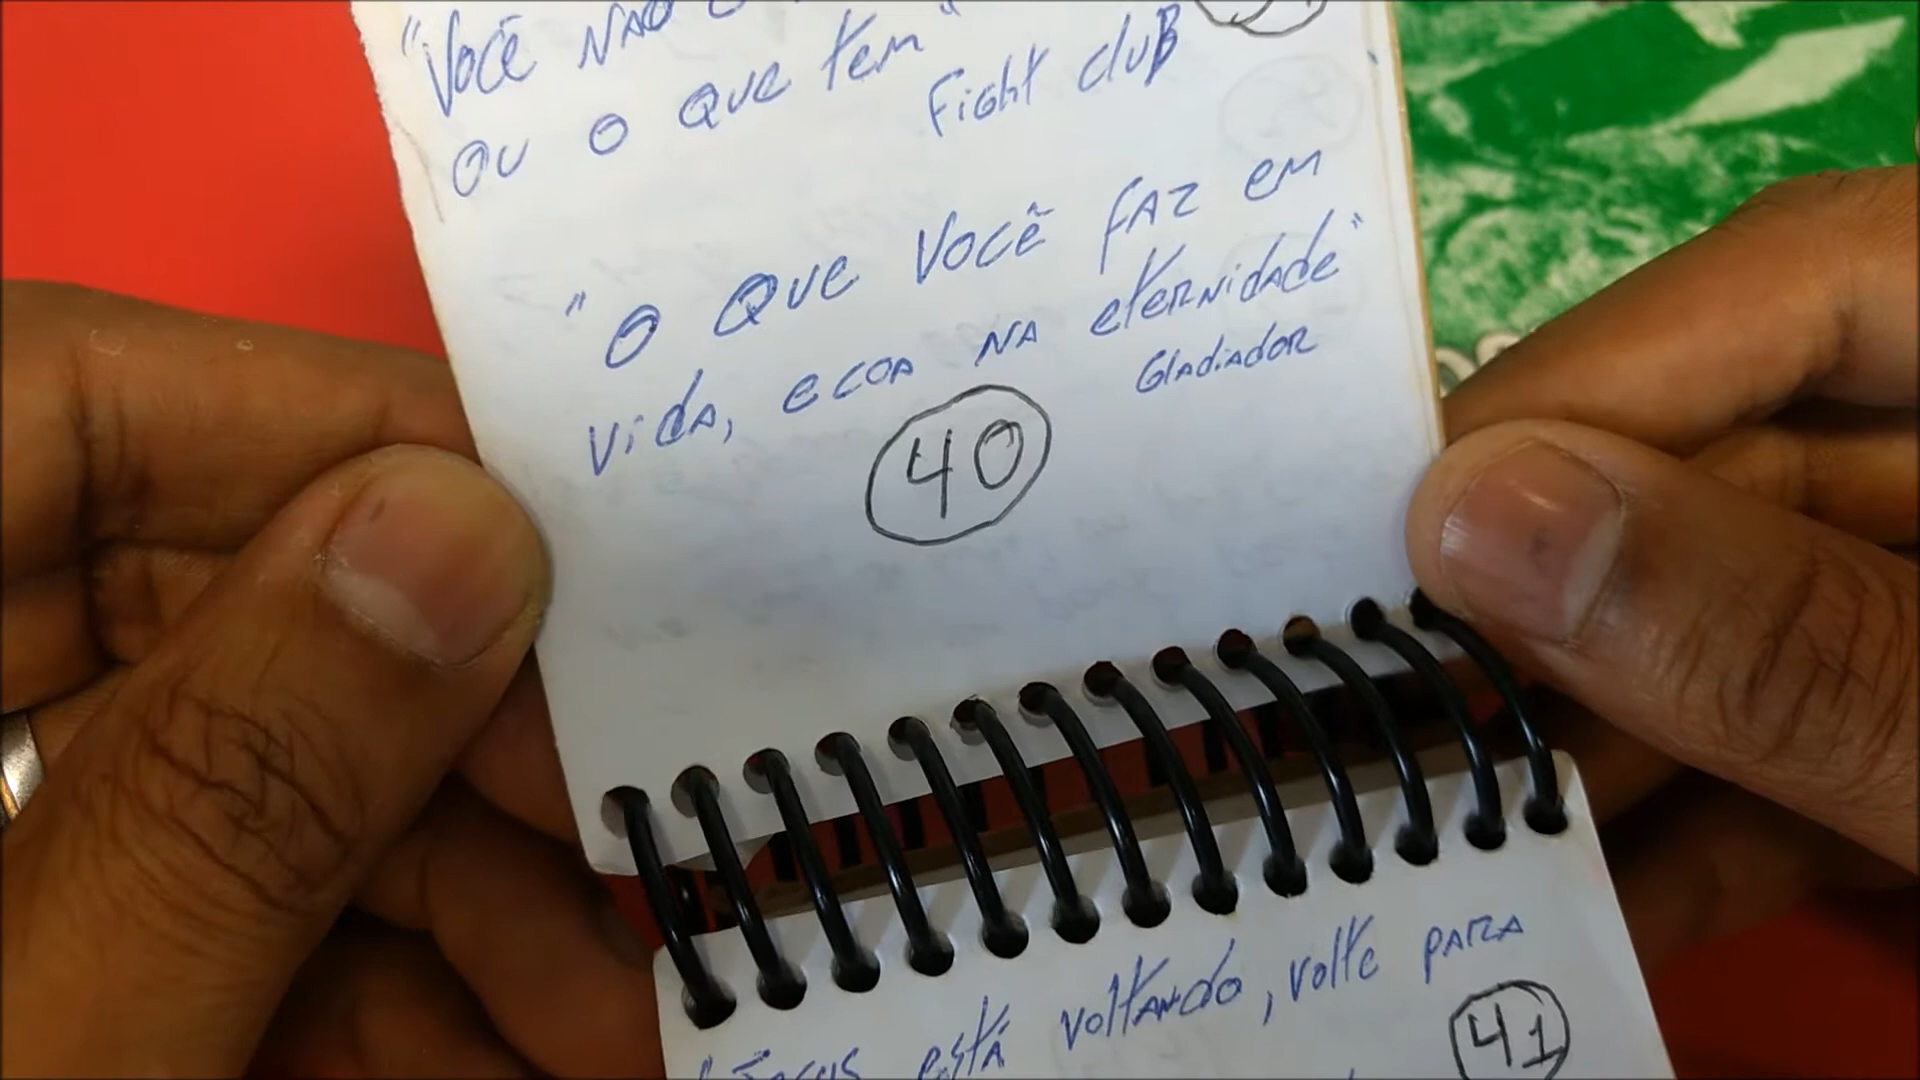 "Você não
ou o que tem"
Fight club
"O que você faz em
vida, ecoa na eternidade"
Gladiador
40
"Jesus está voltando, volte para
41